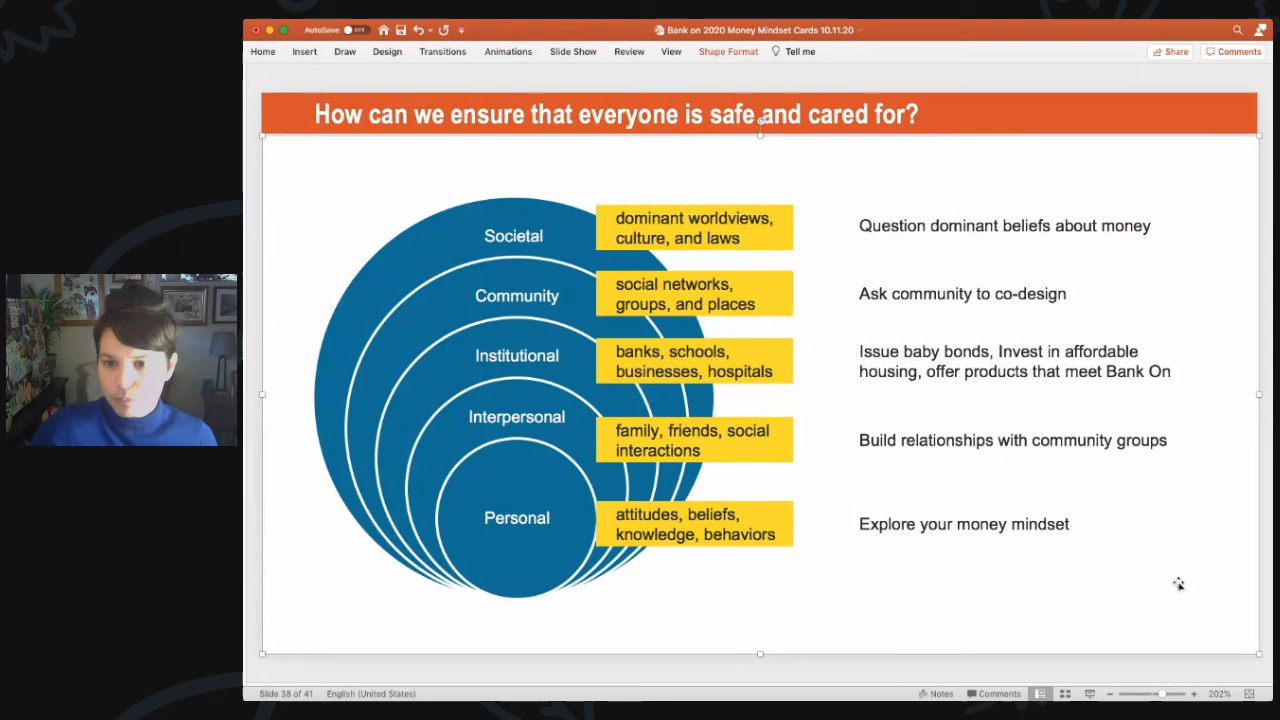 AutoSave OFF
Bank on 2020 Money Mindset Cards 10.11.20
Home Insert Draw Design Transitions Animations Slide Show Review View Shape Format Tell me Share Comments
How can we ensure that everyone is safe and cared for?
Societal
dominant worldviews,
culture, and laws
Question dominant beliefs about money
Community
social networks,
groups, and places
Ask community to co-design
Institutional
banks, schools,
businesses, hospitals
Issue baby bonds, Invest in affordable
housing, offer products that meet Bank On
Interpersonal
family, friends, social
interactions
Build relationships with community groups
Personal
attitudes, beliefs,
knowledge, behaviors
Explore your money mindset
Slide 38 of 41 English (United States) Notes Comments 202%